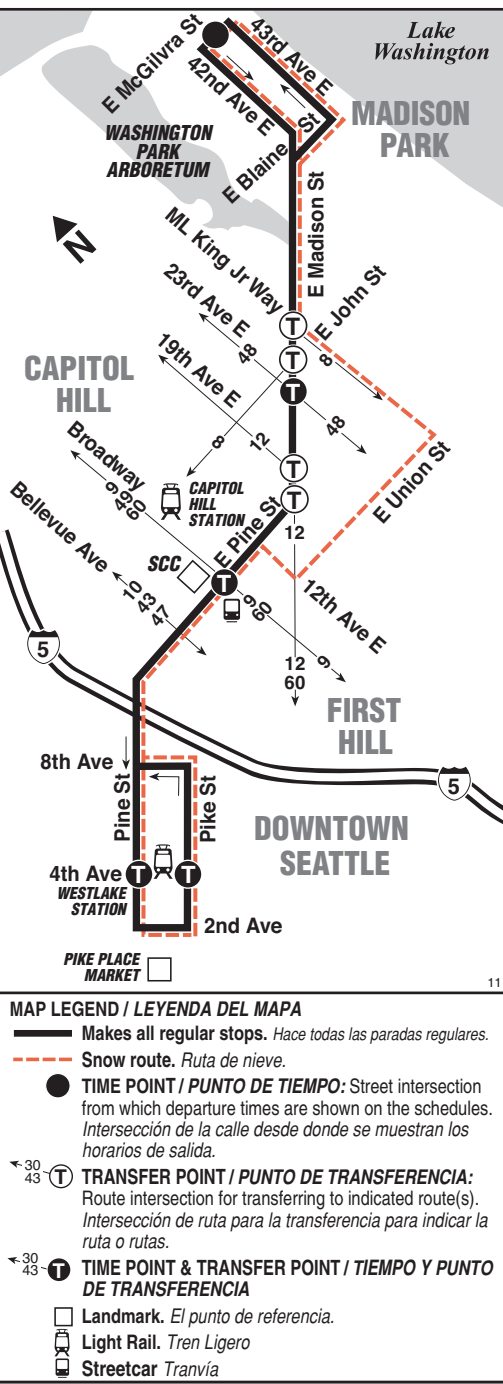 Lake
Washington
E McGilvra St
43rd Ave E
42nd Ave E
MADISON
PARK
WASHINGTON
PARK
ARBORETUM
E Blaine St
E Madison St
N
ML King Jr Way
E John St
23rd Ave E
48
8
19th Ave E
CAPITOL
HILL
8
12
48
Broadway
9
49
60
E Union St
CAPITOL
HILL
STATION
Bellevue Ave
E Pine St
12
SCC
10
43
47
9
60
12th Ave E
5
12
60
9
FIRST
HILL
8th Ave
5
Pine St
Pike St
DOWNTOWN
SEATTLE
4th Ave
WESTLAKE
STATION
T
T
T
T
T
T
T
T
2nd Ave
PIKE PLACE
MARKET
11
MAP LEGEND / LEYENDA DEL MAPA
Makes all regular stops. Hace todas las paradas regulares.
Snow route. Ruta de nieve.
TIME POINT / PUNTO DE TIEMPO: Street intersection
from which departure times are shown on the schedules.
Intersección de la calle desde donde se muestran los
horarios de salida.
30
43 T TRANSFER POINT / PUNTO DE TRANSFERENCIA:
Route intersection for transferring to indicated route(s).
Intersección de ruta para la transferencia para indicar la
ruta o rutas.
30
43 T TIME POINT & TRANSFER POINT / TIEMPO Y PUNTO
DE TRANSFERENCIA
Landmark. El punto de referencia.
Light Rail. Tren Ligero
Streetcar Tranvía